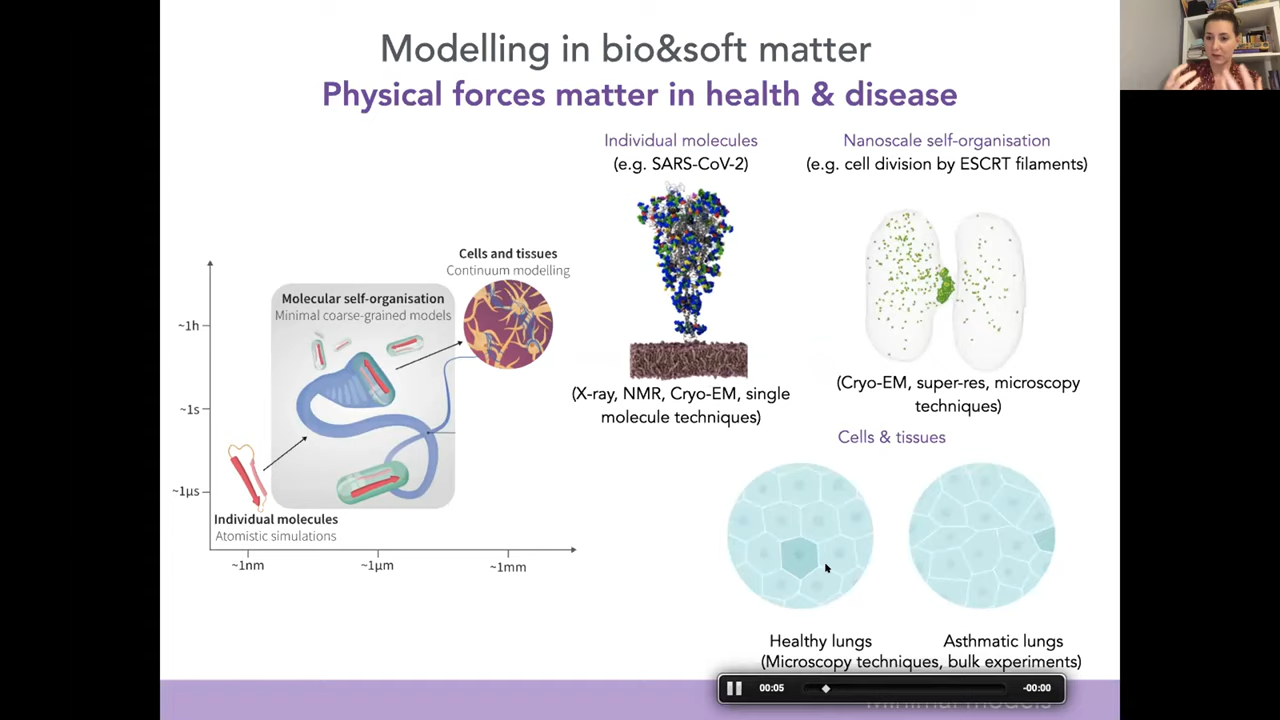 Modelling in bio&soft matter
Physical forces matter in health & disease
Individual molecules
(e.g. SARS-CoV-2)
Nanoscale self-organisation
(e.g. cell division by ESCRT filaments)
Cells and tissues
Continuum modelling
Molecular self-organisation
Minimal coarse-grained models
~1h
~1s
~1µs
Individual molecules
Atomistic simulations
~1nm
~1µm
~1mm
(X-ray, NMR, Cryo-EM, single
molecule techniques)
(Cryo-EM, super-res, microscopy
techniques)
Cells & tissues
Healthy lungs
Asthmatic lungs
(Microscopy techniques, bulk experiments)
00:05
-00:00
Minimal models